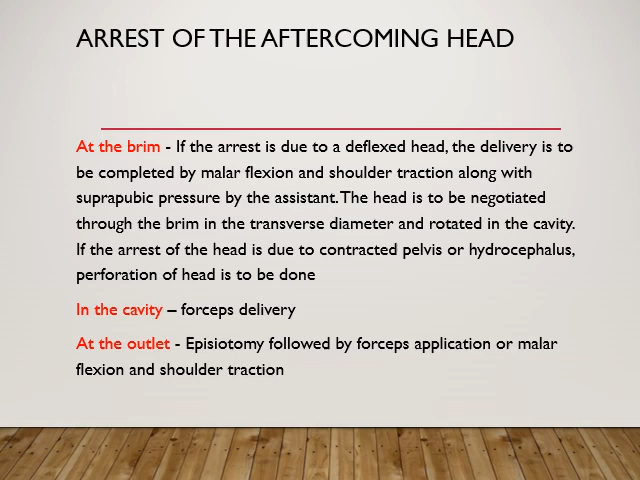 ARREST OF THE AFTERCOMING HEAD
At the brim - If the arrest is due to a deflexed head, the delivery is to
be completed by malar flexion and shoulder traction along with
suprapubic pressure by the assistant. The head is to be negotiated
through the brim in the transverse diameter and rotated in the cavity.
If the arrest of the head is due to contracted pelvis or hydrocephalus,
perforation of head is to be done
In the cavity – forceps delivery
At the outlet - Episiotomy followed by forceps application or malar
flexion and shoulder traction